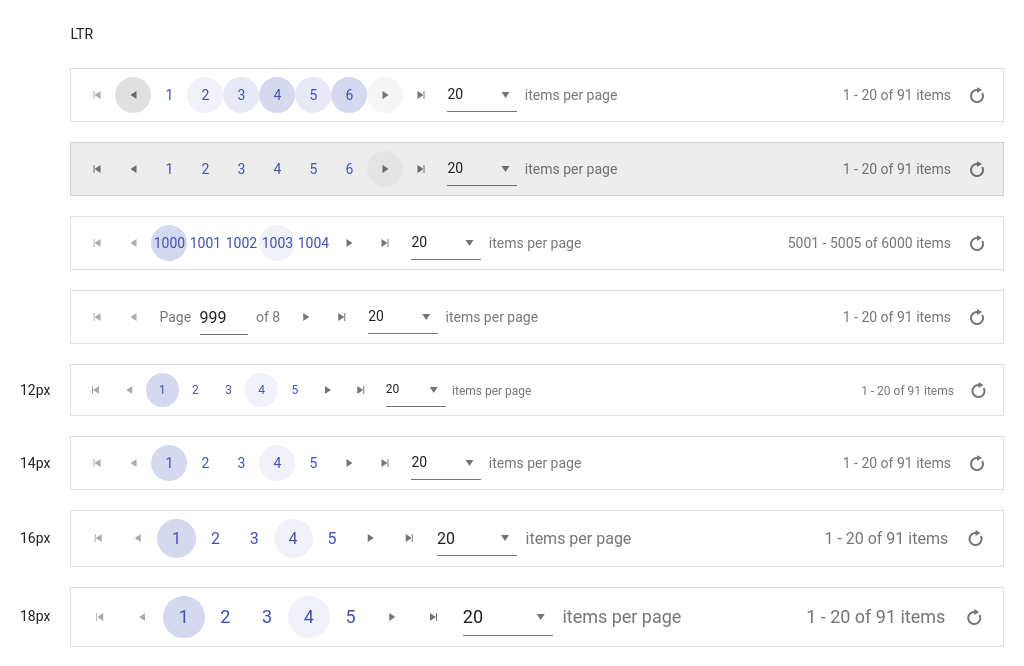 LTR
1 2 3 4 5 6 20 items per page 1 - 20 of 91 items
1 2 3 4 5 6 20 items per page 1 - 20 of 91 items
1000 1001 1002 1003 1004 20 items per page 5001 - 5005 of 6000 items
Page 999 of 8 20 items per page 1 - 20 of 91 items
12px 1 2 3 4 5 20 items per page 1 - 20 of 91 items
14px 1 2 3 4 5 20 items per page 1 - 20 of 91 items
16px 1 2 3 4 5 20 items per page 1 - 20 of 91 items
18px 1 2 3 4 5 20 items per page 1 - 20 of 91 items